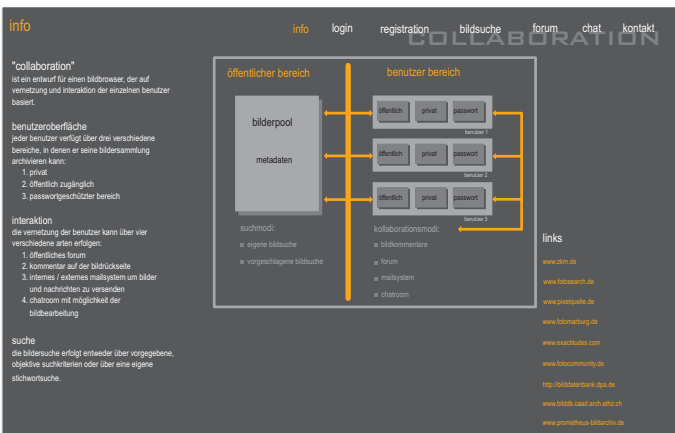 info
info login registration bildsuche forum chat kontakt
COLLABORATION
"collaboration"
ist ein entwurf für einen bildbrowser, der auf
vernetzung und interaktion der einzelnen benutzer
basiert.
benutzeroberfläche
jeder benutzer verfügt über drei verschiedene
bereiche, in denen er seine bildersammlung
archivieren kann:
1. privat
2. öffentlich zugänglich
3. passwortgeschützter bereich
interaktion
die vernetzung der benutzer kann über vier
verschiedene arten erfolgen:
1. öffentliches forum
2. kommentar auf der bildrückseite
3. internes / externes mailsystem um bilder
und nachrichten zu versenden
4. chatroom mit möglichkeit der
bildbearbeitung
suche
die bildersuche erfolgt entweder über vorgegebene,
objektive suchkriterien oder über eine eigene
stichwortsuche.
öffentlicher bereich
bilderpool
metadaten
suchmodi:
eigene bildsuche
vorgeschlagene bildsuche
benutzer bereich
öffentlich privat passwort
benutzer 1
öffentlich privat passwort
benutzer 2
öffentlich privat passwort
benutzer 3
kollaborationsmodi:
bildkommentare
forum
mailsystem
chatroom
links
www.zkm.de
www.fotosearch.de
www.pixelquelle.de
www.fotomarburg.de
www.exactitudes.com
www.fotocommunity.de
http://bilddatenbank.dpa.de
www.bilddb.caad.arch.ethz.ch
www.prometheus-bildarchiv.de